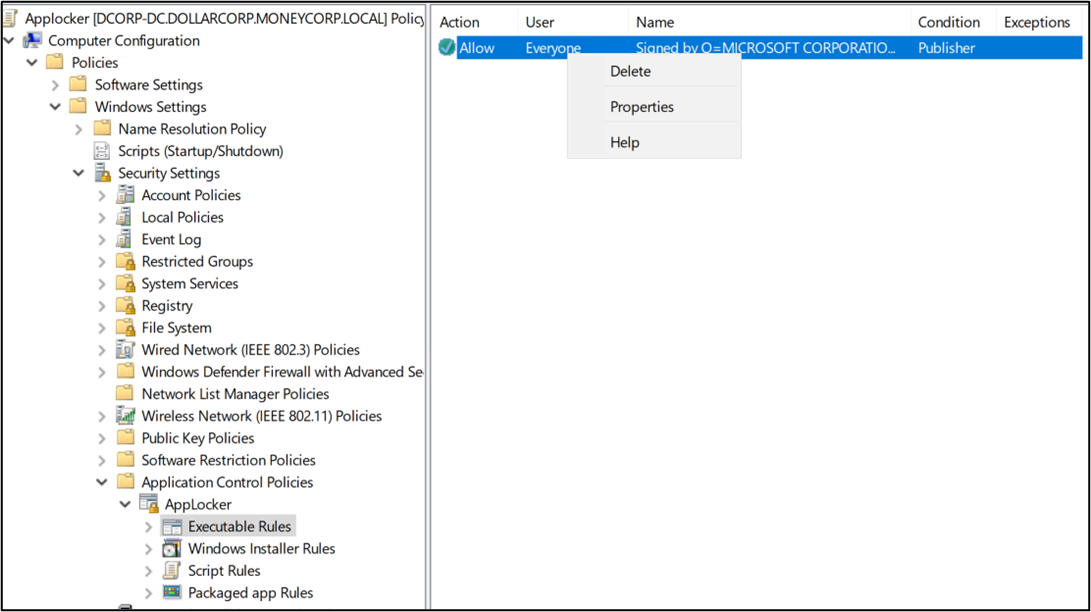 Applocker [DCORP-DC.DOLLARCORP.MONEYCORP.LOCAL] Policy
Computer Configuration
Policies
Software Settings
Windows Settings
Name Resolution Policy
Scripts (Startup/Shutdown)
Security Settings
Account Policies
Local Policies
Event Log
Restricted Groups
System Services
Registry
File System
Wired Network (IEEE 802.3) Policies
Windows Defender Firewall with Advanced Se
Network List Manager Policies
Wireless Network (IEEE 802.11) Policies
Public Key Policies
Software Restriction Policies
Application Control Policies
AppLocker
Executable Rules
Windows Installer Rules
Script Rules
Packaged app Rules
Action User Name Condition Exceptions
Allow Everyone Signed by O=MICROSOFT CORPORATIO... Publisher
Delete
Properties
Help